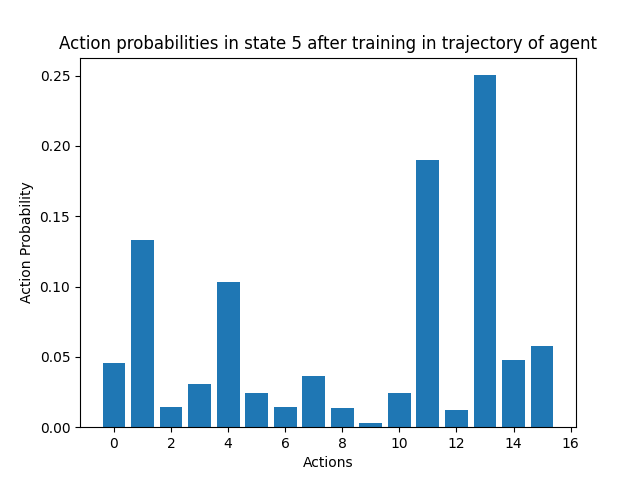 Action probabilities in state 5 after training in trajectory of agent
0.25
0.20
0.15
0.10
0.05
0.00
Action Probability
0 2 4 6 8 10 12 14 16
Actions